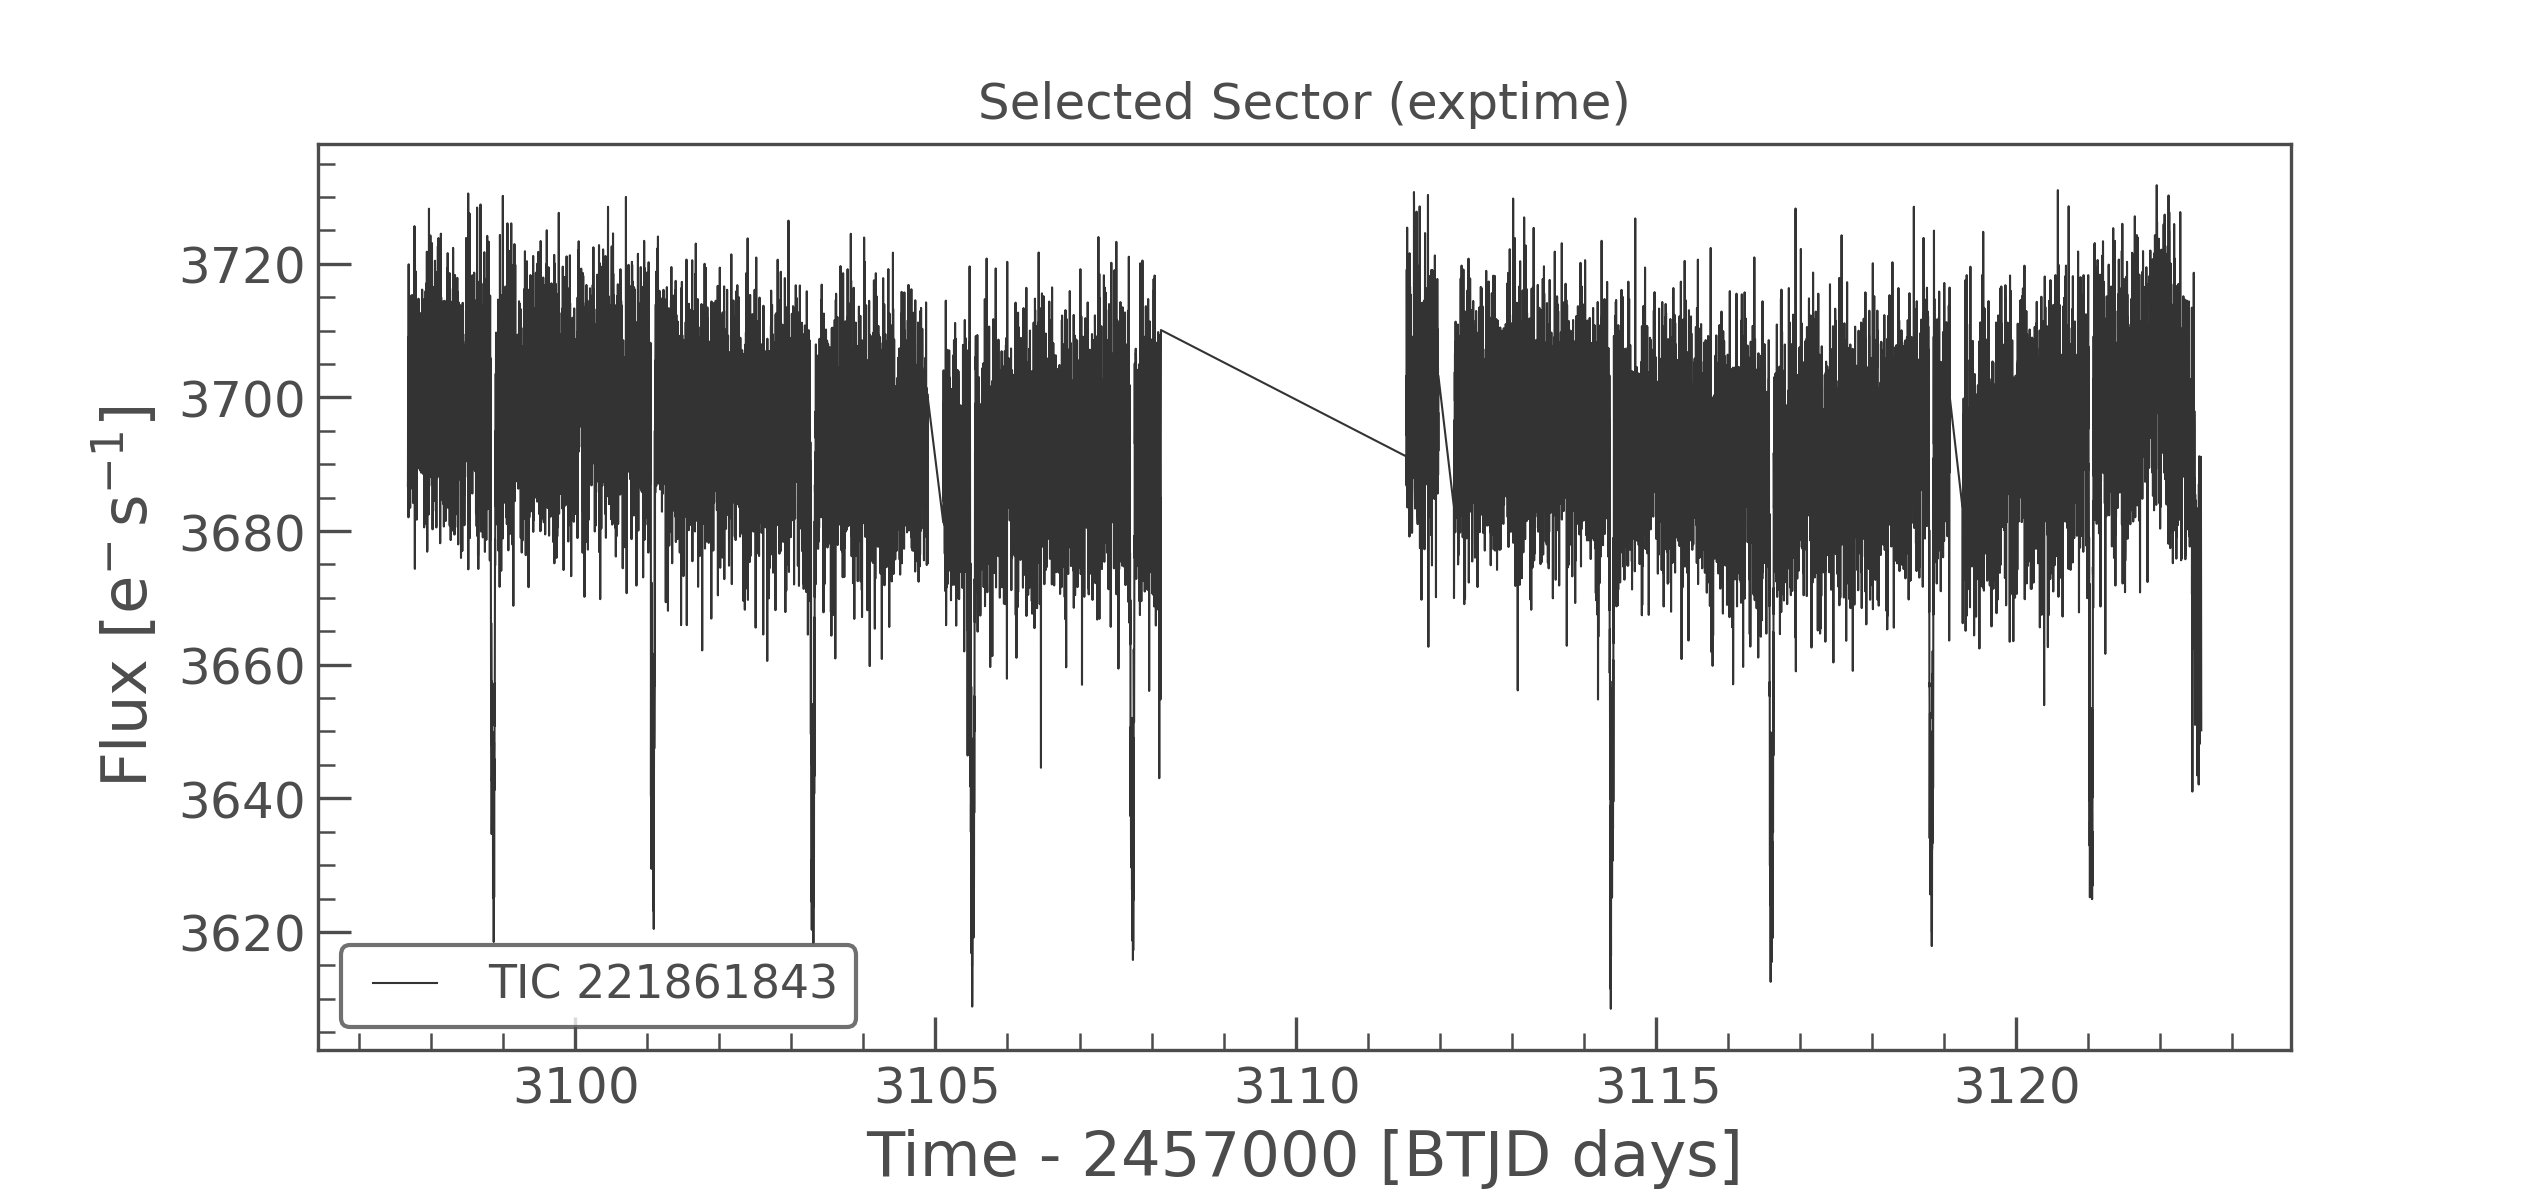 Selected Sector (exptime)
Flux [e⁻ s⁻¹]
3720
3700
3680
3660
3640
3620
TIC 221861843
3100 3105 3110 3115 3120
Time - 2457000 [BTJD days]